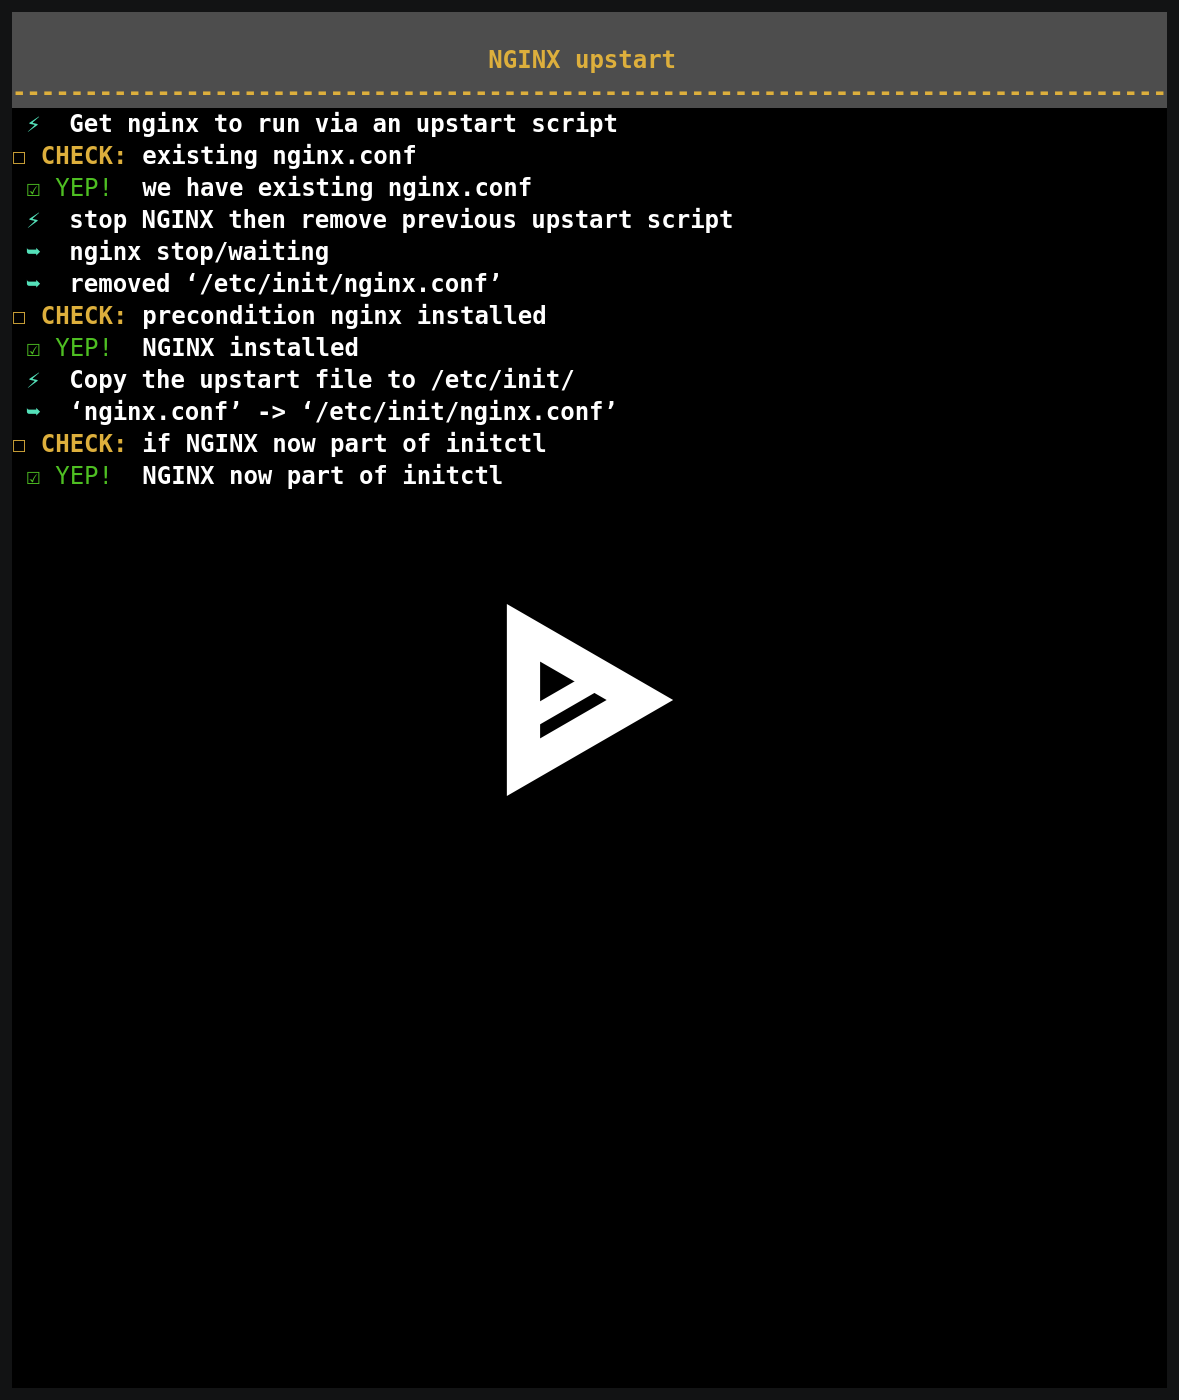 NGINX upstart
--------------------------------------------------------------------------------
⚡ Get nginx to run via an upstart script
☐ CHECK: existing nginx.conf
☑ YEP! we have existing nginx.conf
⚡ stop NGINX then remove previous upstart script
➥ nginx stop/waiting
➥ removed ‘/etc/init/nginx.conf’
☐ CHECK: precondition nginx installed
☑ YEP! NGINX installed
⚡ Copy the upstart file to /etc/init/
➥ ‘nginx.conf’ -> ‘/etc/init/nginx.conf’
☐ CHECK: if NGINX now part of initctl
☑ YEP! NGINX now part of initctl